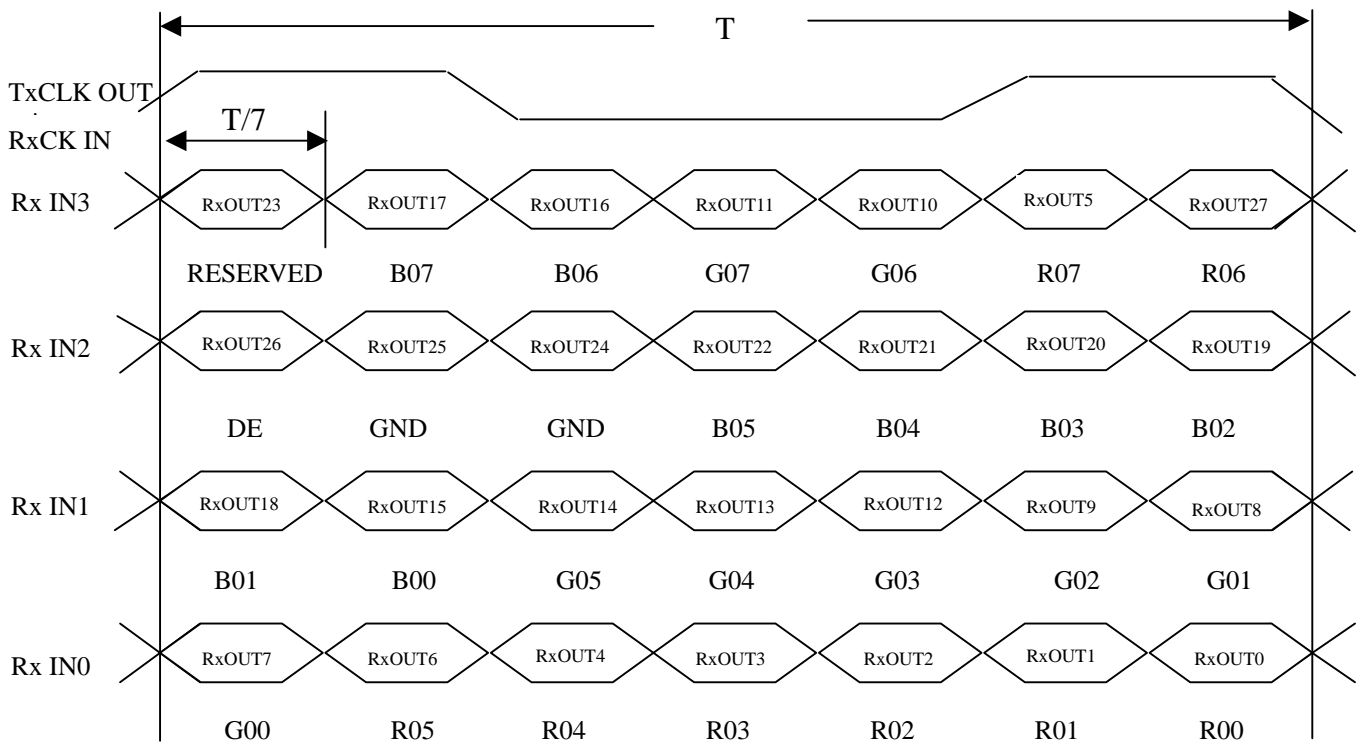 T
TxCLK OUT
T/7
RxCK IN
Rx IN3 RxOUT23 RxOUT17 RxOUT16 RxOUT11 RxOUT10 RxOUT5 RxOUT27
RESERVED B07 B06 G07 G06 R07 R06
Rx IN2 RxOUT26 RxOUT25 RxOUT24 RxOUT22 RxOUT21 RxOUT20 RxOUT19
DE GND GND B05 B04 B03 B02
Rx IN1 RxOUT18 RxOUT15 RxOUT14 RxOUT13 RxOUT12 RxOUT9 RxOUT8
B01 B00 G05 G04 G03 G02 G01
Rx IN0 RxOUT7 RxOUT6 RxOUT4 RxOUT3 RxOUT2 RxOUT1 RxOUT0
G00 R05 R04 R03 R02 R01 R00